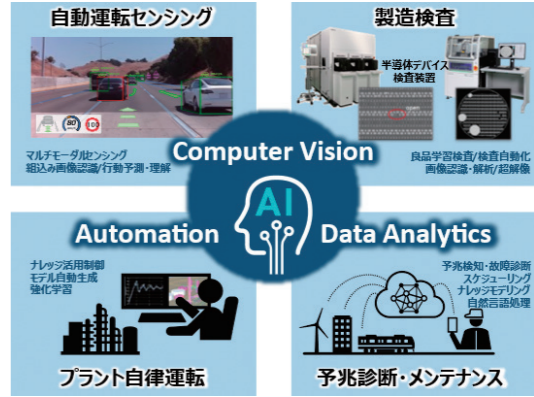 自動運転センシング
マルチモーダルセンシング
組込み画像認識/行動予測・理解
製造検査
半導体デバイス
検査装置
良品学習検査/検査自動化
画像認識・解析/超解像
Computer Vision
AI
Automation
Data Analytics
ナレッジ活用制御
モデル自動生成
強化学習
プラント自律運転
予兆検知・故障診断
スケジューリング
ナレッジモデリング
自然言語処理
予兆診断・メンテナンス